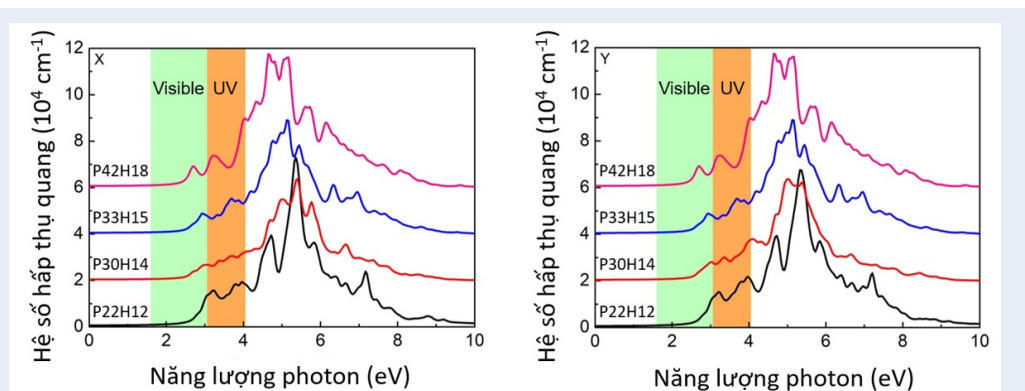 Hệ số hấp thụ quang (10⁴ cm⁻¹)
12
10
8
6
4
2
0
X
Visible
UV
P42H18
P33H15
P30H14
P22H12
0 2 4 6 8 10
Năng lượng photon (eV)
Hệ số hấp thụ quang (10⁴ cm⁻¹)
12
10
8
6
4
2
0
Y
Visible
UV
P42H18
P33H15
P30H14
P22H12
0 2 4 6 8 10
Năng lượng photon (eV)